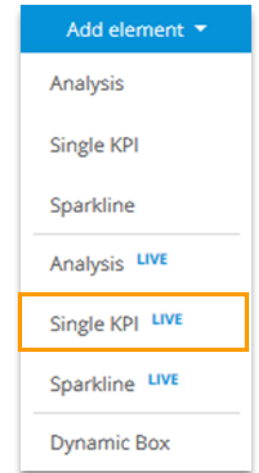 Add element
Analysis
Single KPI
Sparkline
Analysis LIVE
Single KPI LIVE
Sparkline LIVE
Dynamic Box